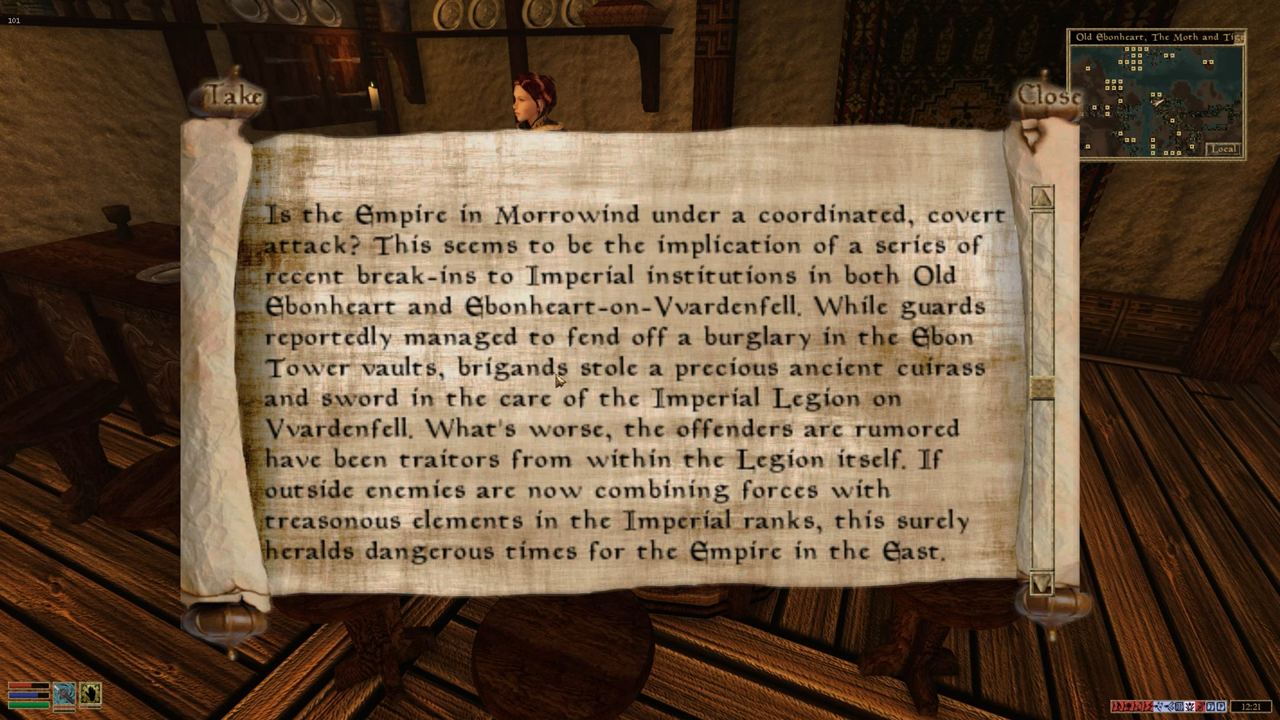 101
Old Ebonheart, The Moth and Tig
Take
Close
Local
Is the Empire in Morrowind under a coordinated, covert
attack? This seems to be the implication of a series of
recent break-ins to Imperial institutions in both Old
Ebonheart and Ebonheart-on-Vvardenfell. While guards
reportedly managed to fend off a burglary in the Ebon
Tower vaults, brigands stole a precious ancient cuirass
and sword in the care of the Imperial Legion on
Vvardenfell. What's worse, the offenders are rumored
have been traitors from within the Legion itself. If
outside enemies are now combining forces with
treasonous elements in the Imperial ranks, this surely
heralds dangerous times for the Empire in the East.
12:21